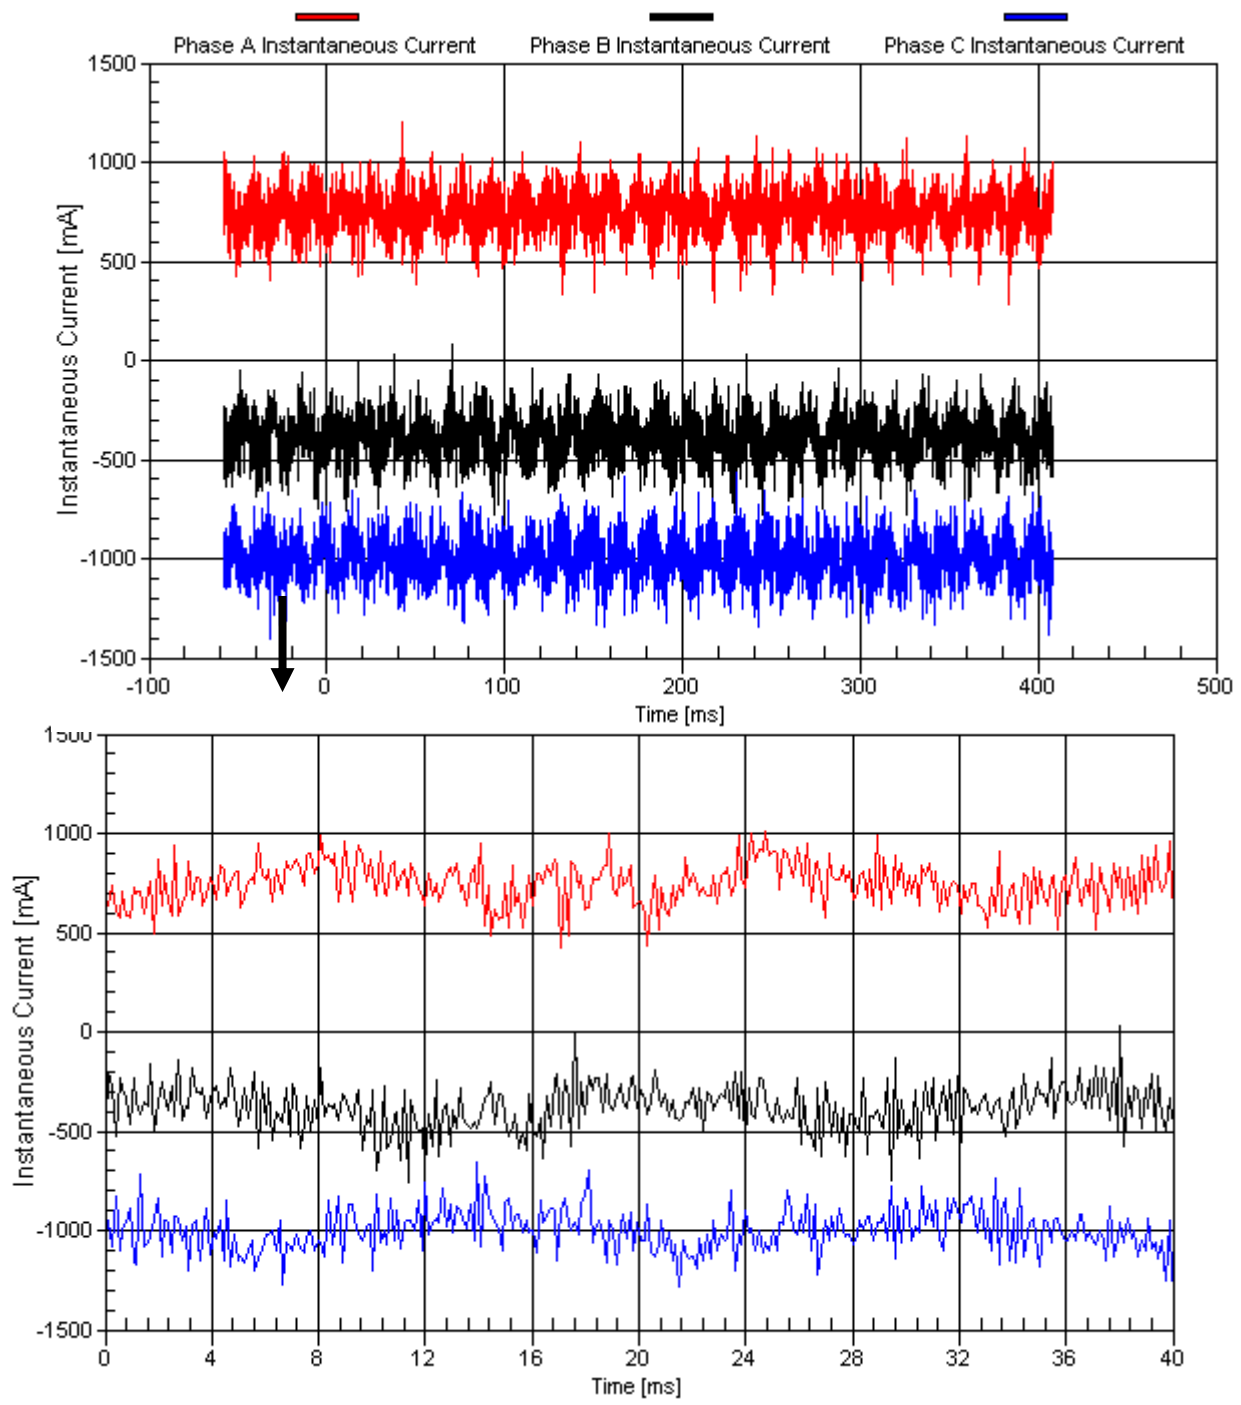 Phase A Instantaneous Current Phase B Instantaneous Current Phase C Instantaneous Current
1500
1000
500
0
-500
-1000
-1500
Instantaneous Current [mA]
-100 0 100 200 300 400 500
Time [ms]
1500
1000
500
0
-500
-1000
-1500
Instantaneous Current [mA]
0 4 8 12 16 20 24 28 32 36 40
Time [ms]